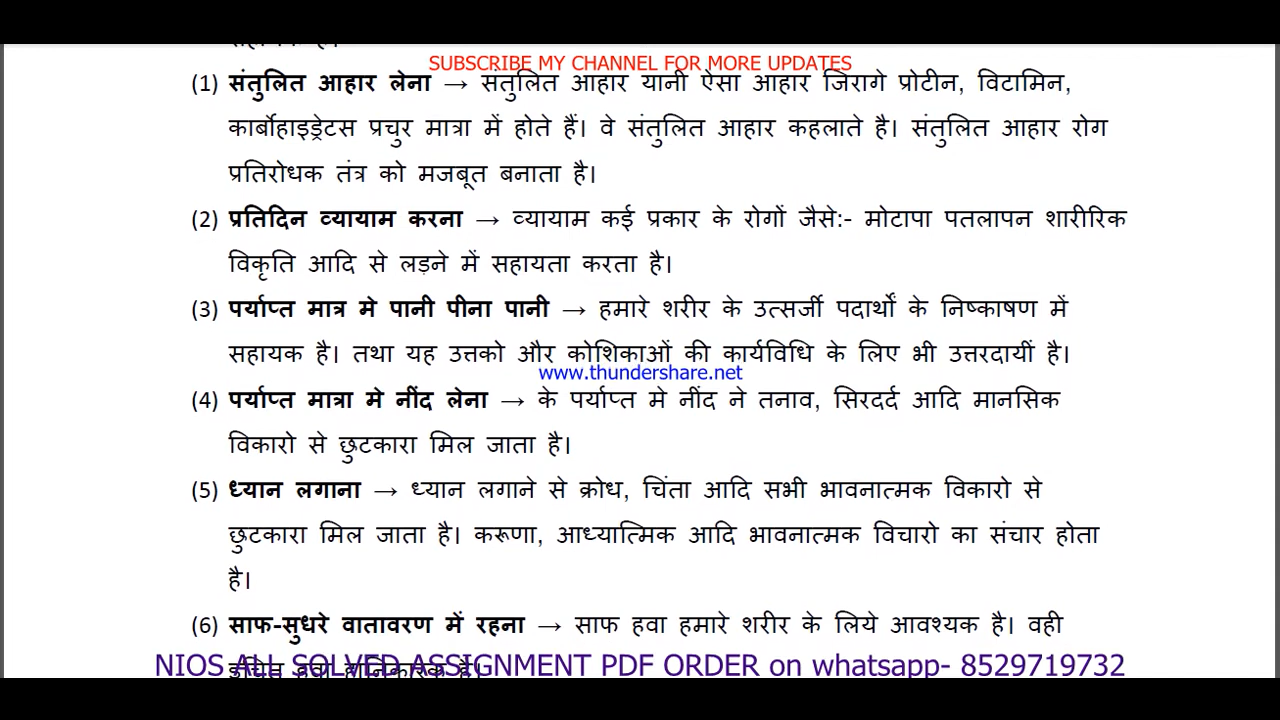 SUBSCRIBE MY CHANNEL FOR MORE UPDATES
(1) संतुलित आहार लेना → संतुलित आहार यानी ऐसा आहार जिरागे प्रोटीन, विटामिन,
कार्बोहाइड्रेटस प्रचुर मात्रा में होते हैं। वे संतुलित आहार कहलाते है। संतुलित आहार रोग
प्रतिरोधक तंत्र को मजबूत बनाता है।
(2) प्रतिदिन व्यायाम करना → व्यायाम कई प्रकार के रोगों जैसे:- मोटापा पतलापन शारीरिक
विकृति आदि से लड़ने में सहायता करता है।
(3) पर्याप्त मात्र मे पानी पीना पानी → हमारे शरीर के उत्सर्जी पदार्थों के निष्काषण में
सहायक है। तथा यह उत्तको और कोशिकाओं की कार्यविधि के लिए भी उत्तरदायीं है।
www.thundershare.net
(4) पर्याप्त मात्रा मे नींद लेना → के पर्याप्त मे नींद ने तनाव, सिरदर्द आदि मानसिक
विकारो से छुटकारा मिल जाता है।
(5) ध्यान लगाना → ध्यान लगाने से क्रोध, चिंता आदि सभी भावनात्मक विकारो से
छुटकारा मिल जाता है। करूणा, आध्यात्मिक आदि भावनात्मक विचारो का संचार होता
है।
(6) साफ-सुधरे वातावरण में रहना → साफ हवा हमारे शरीर के लिये आवश्यक है। वही
हवा हानिकारक है।
NIOS ALL SOLVED ASSIGNMENT PDF ORDER on whatsapp- 8529719732